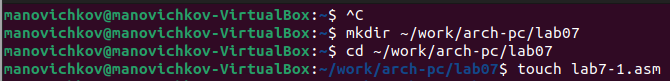 manovichkov@manovichkov-VirtualBox:~$ ^C
manovichkov@manovichkov-VirtualBox:~$ mkdir ~/work/arch-pc/lab07
manovichkov@manovichkov-VirtualBox:~$ cd ~/work/arch-pc/lab07
manovichkov@manovichkov-VirtualBox:~/work/arch-pc/lab07$ touch lab7-1.asm